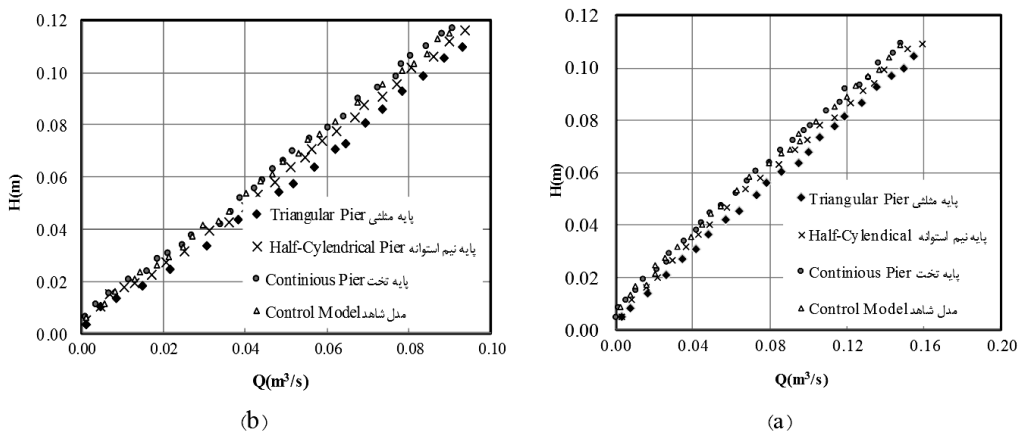 0.12
0.10
0.08
0.06
0.04
0.02
0.00
H(m)
0.00 0.02 0.04 0.06 0.08 0.10
Q(m³/s)
Triangular Pier پایه مثلثی
Half-Cylendrical Pier پایه نیم استوانه
Continious Pier پایه تخت
Control Model مدل شاهد
(b)
0.12
0.10
0.08
0.06
0.04
0.02
0.00
H(m)
0.00 0.04 0.08 0.12 0.16 0.20
Q(m³/s)
Triangular Pier پایه مثلثی
Half-Cylendical پایه نیم استوانه
Continious Pier پایه تخت
Control Model مدل شاهد
(a)